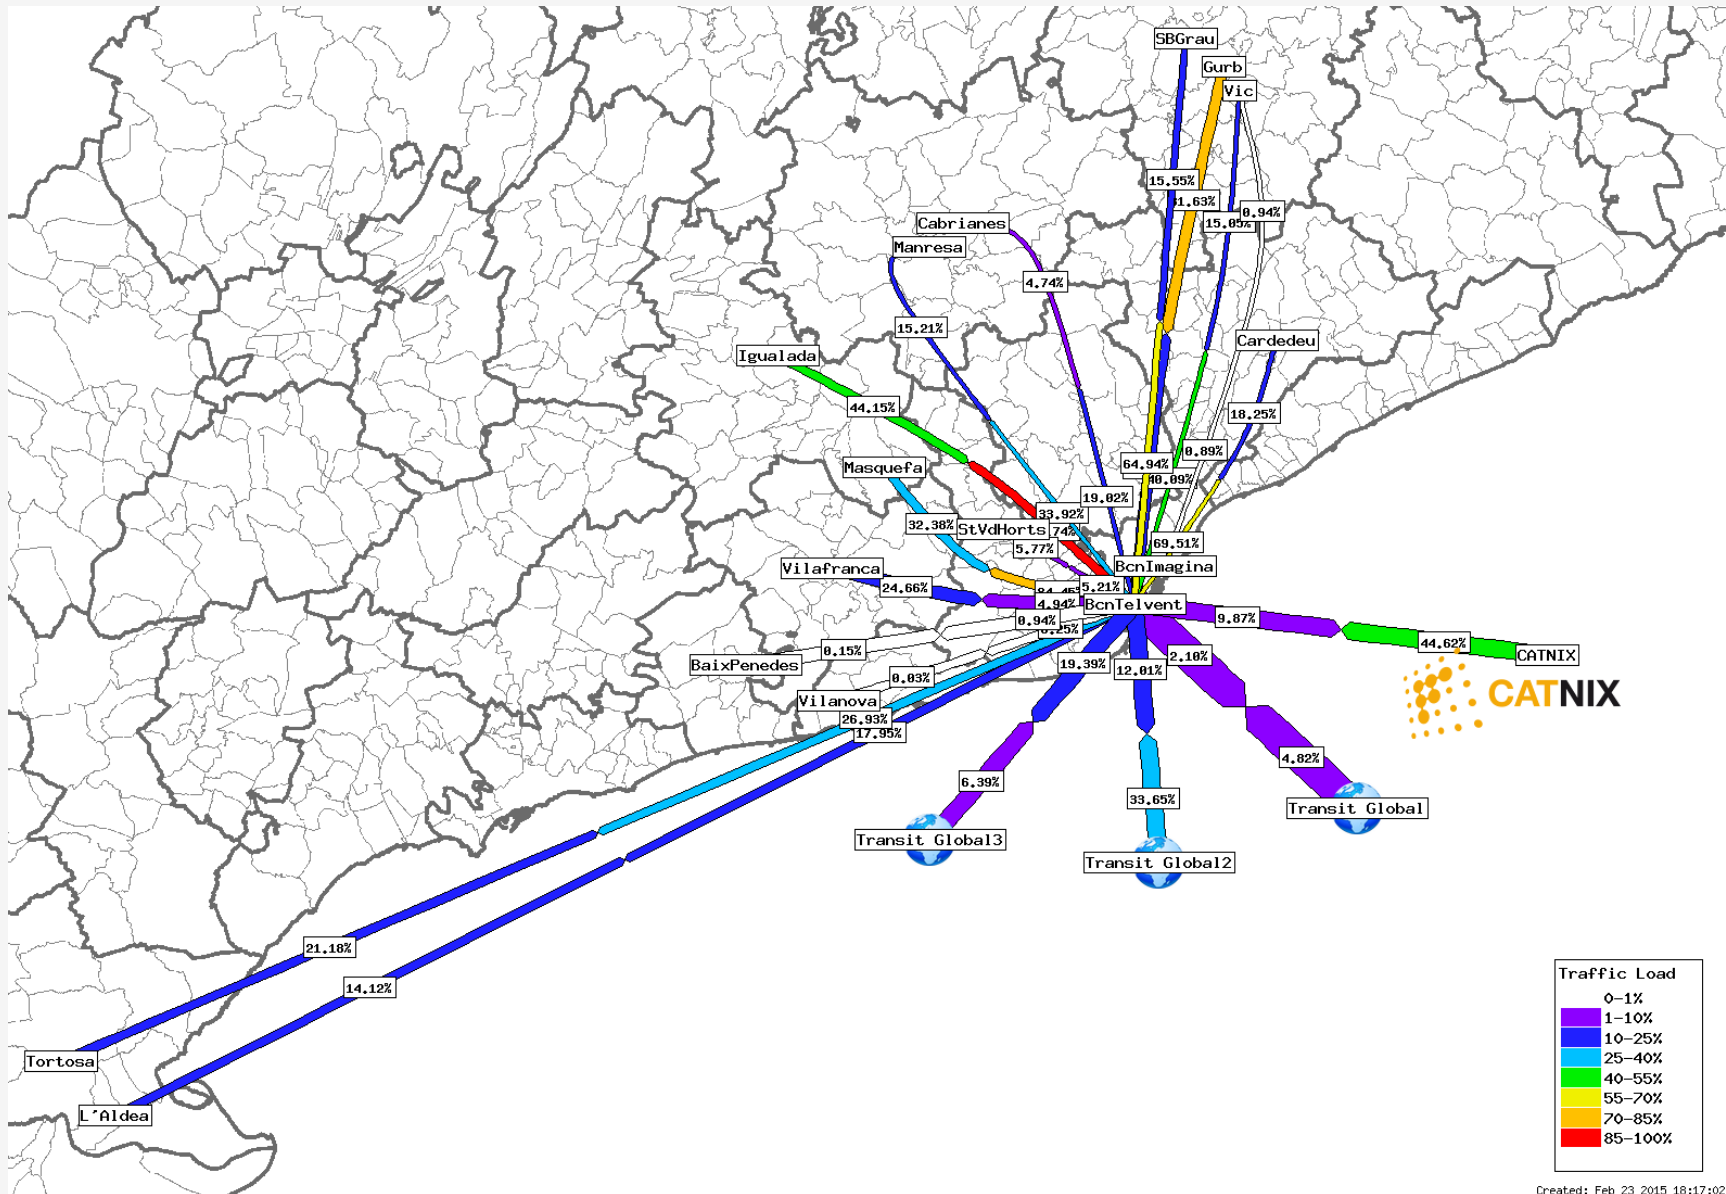 SBGrau
Gurb
Vic
15.55%
15.05%
0.94%
Cabrianes
Manresa
4.74%
15.21%
Cardedeu
Igualada
44.15%
18.25%
0.89%
64.94%
Masquefa
19.02%
33.92%
32.38%
StVdHorts
69.51%
5.77%
BcnImagina
Vilafranca
24.66%
5.21%
4.94%
BcnTelvent
0.94%
9.87%
44.62%
CATNIX
0.15%
BaixPenedes
19.39%
12.01%
2.10%
0.03%
CATNIX
Vilanova
26.93%
17.95%
4.82%
6.39%
33.65%
Transit Global
Transit Global3
Transit Global2
21.18%
14.12%
Tortosa
L'Aldea
Traffic Load
0-1%
1-10%
10-25%
25-40%
40-55%
55-70%
70-85%
85-100%
Created: Feb 23 2015 18:17:02